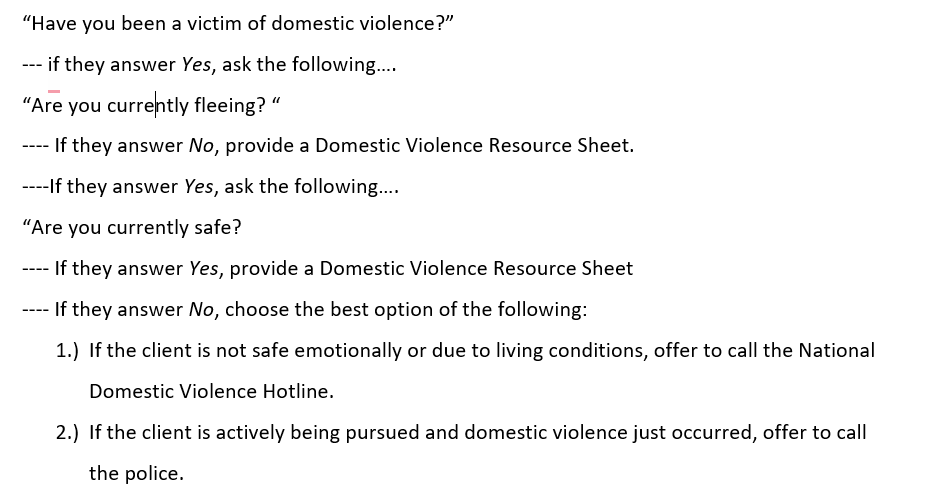 “Have you been a victim of domestic violence?”
--- if they answer Yes, ask the following….
“Are you currently fleeing? “
---- If they answer No, provide a Domestic Violence Resource Sheet.
----If they answer Yes, ask the following….
“Are you currently safe?
---- If they answer Yes, provide a Domestic Violence Resource Sheet
---- If they answer No, choose the best option of the following:
1.) If the client is not safe emotionally or due to living conditions, offer to call the National
Domestic Violence Hotline.
2.) If the client is actively being pursued and domestic violence just occurred, offer to call
the police.